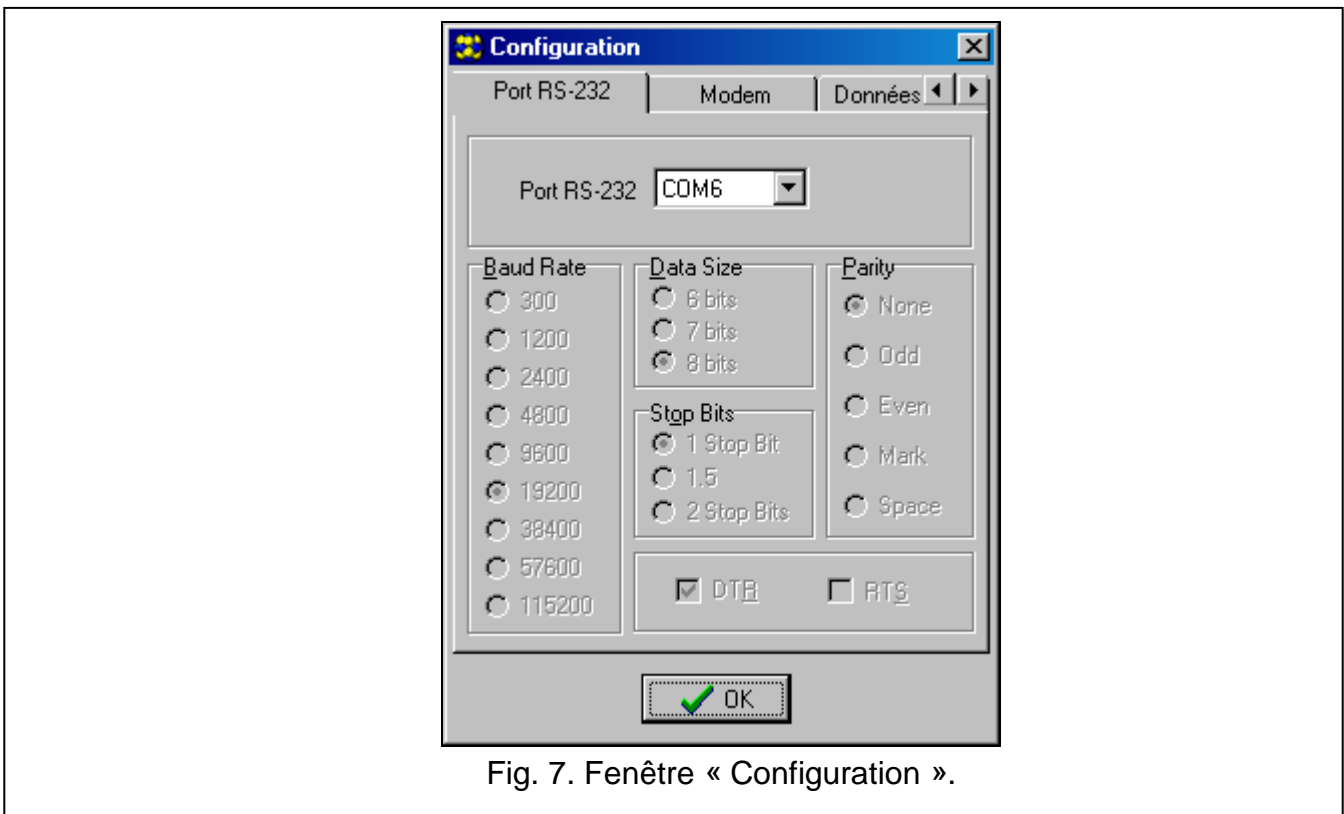 Configuration
Port RS-232 Modem Données
Port RS-232 COM6
Baud Rate
300
1200
2400
4800
9600
19200
38400
57600
115200
Data Size
6 bits
7 bits
8 bits
Stop Bits
1 Stop Bit
1.5
2 Stop Bits
Parity
None
Odd
Even
Mark
Space
DTR RTS
OK
Fig. 7. Fenêtre « Configuration ».